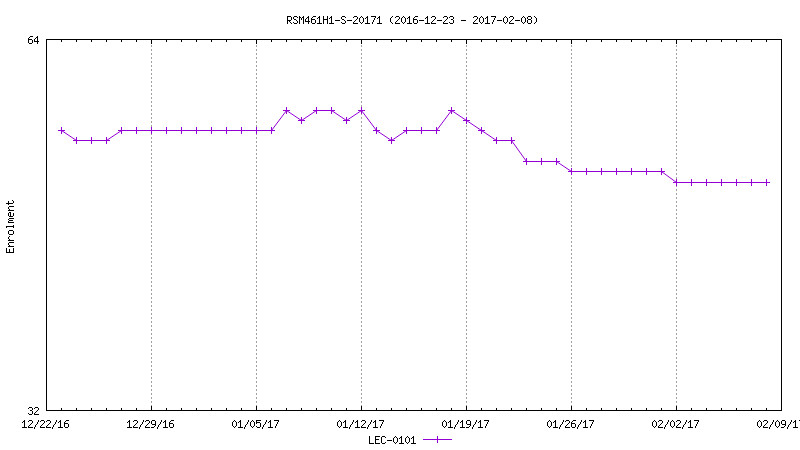 RSM461H1-S-20171 (2016-12-23 - 2017-02-08)
64
Enrolment
32
12/22/16 12/29/16 01/05/17 01/12/17 01/19/17 01/26/17 02/02/17 02/09/1
LEC-0101